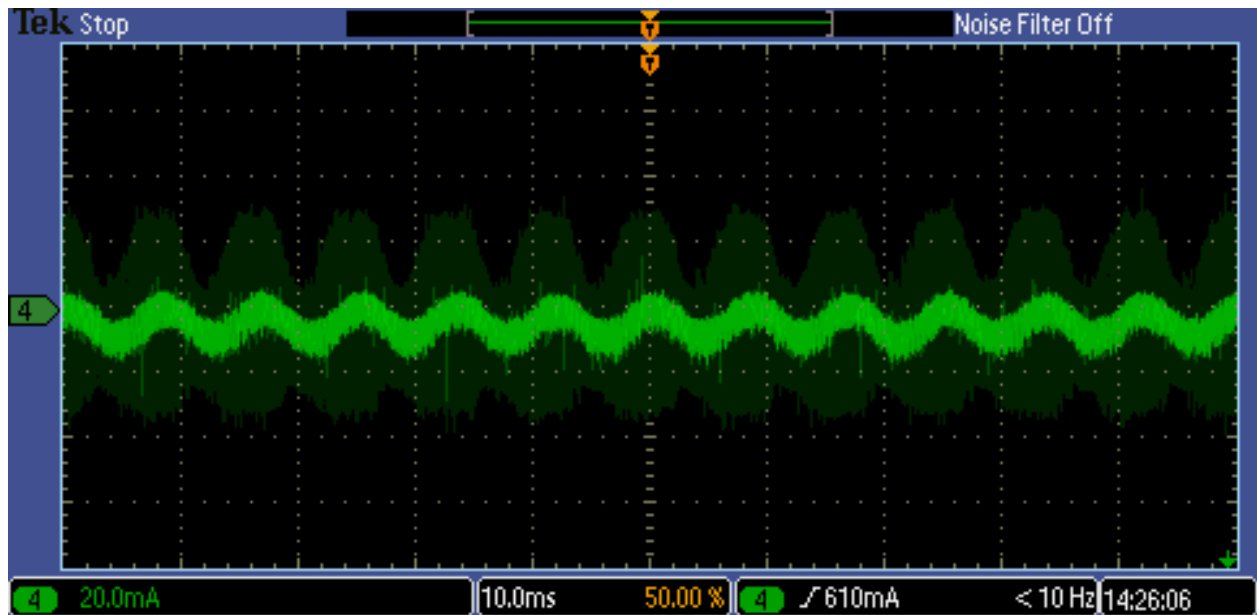 Tek Stop
Noise Filter Off
T
T
4
4 20.0mA
10.0ms 50.00 %
4 ∫ 610mA < 10 Hz
14:26:06